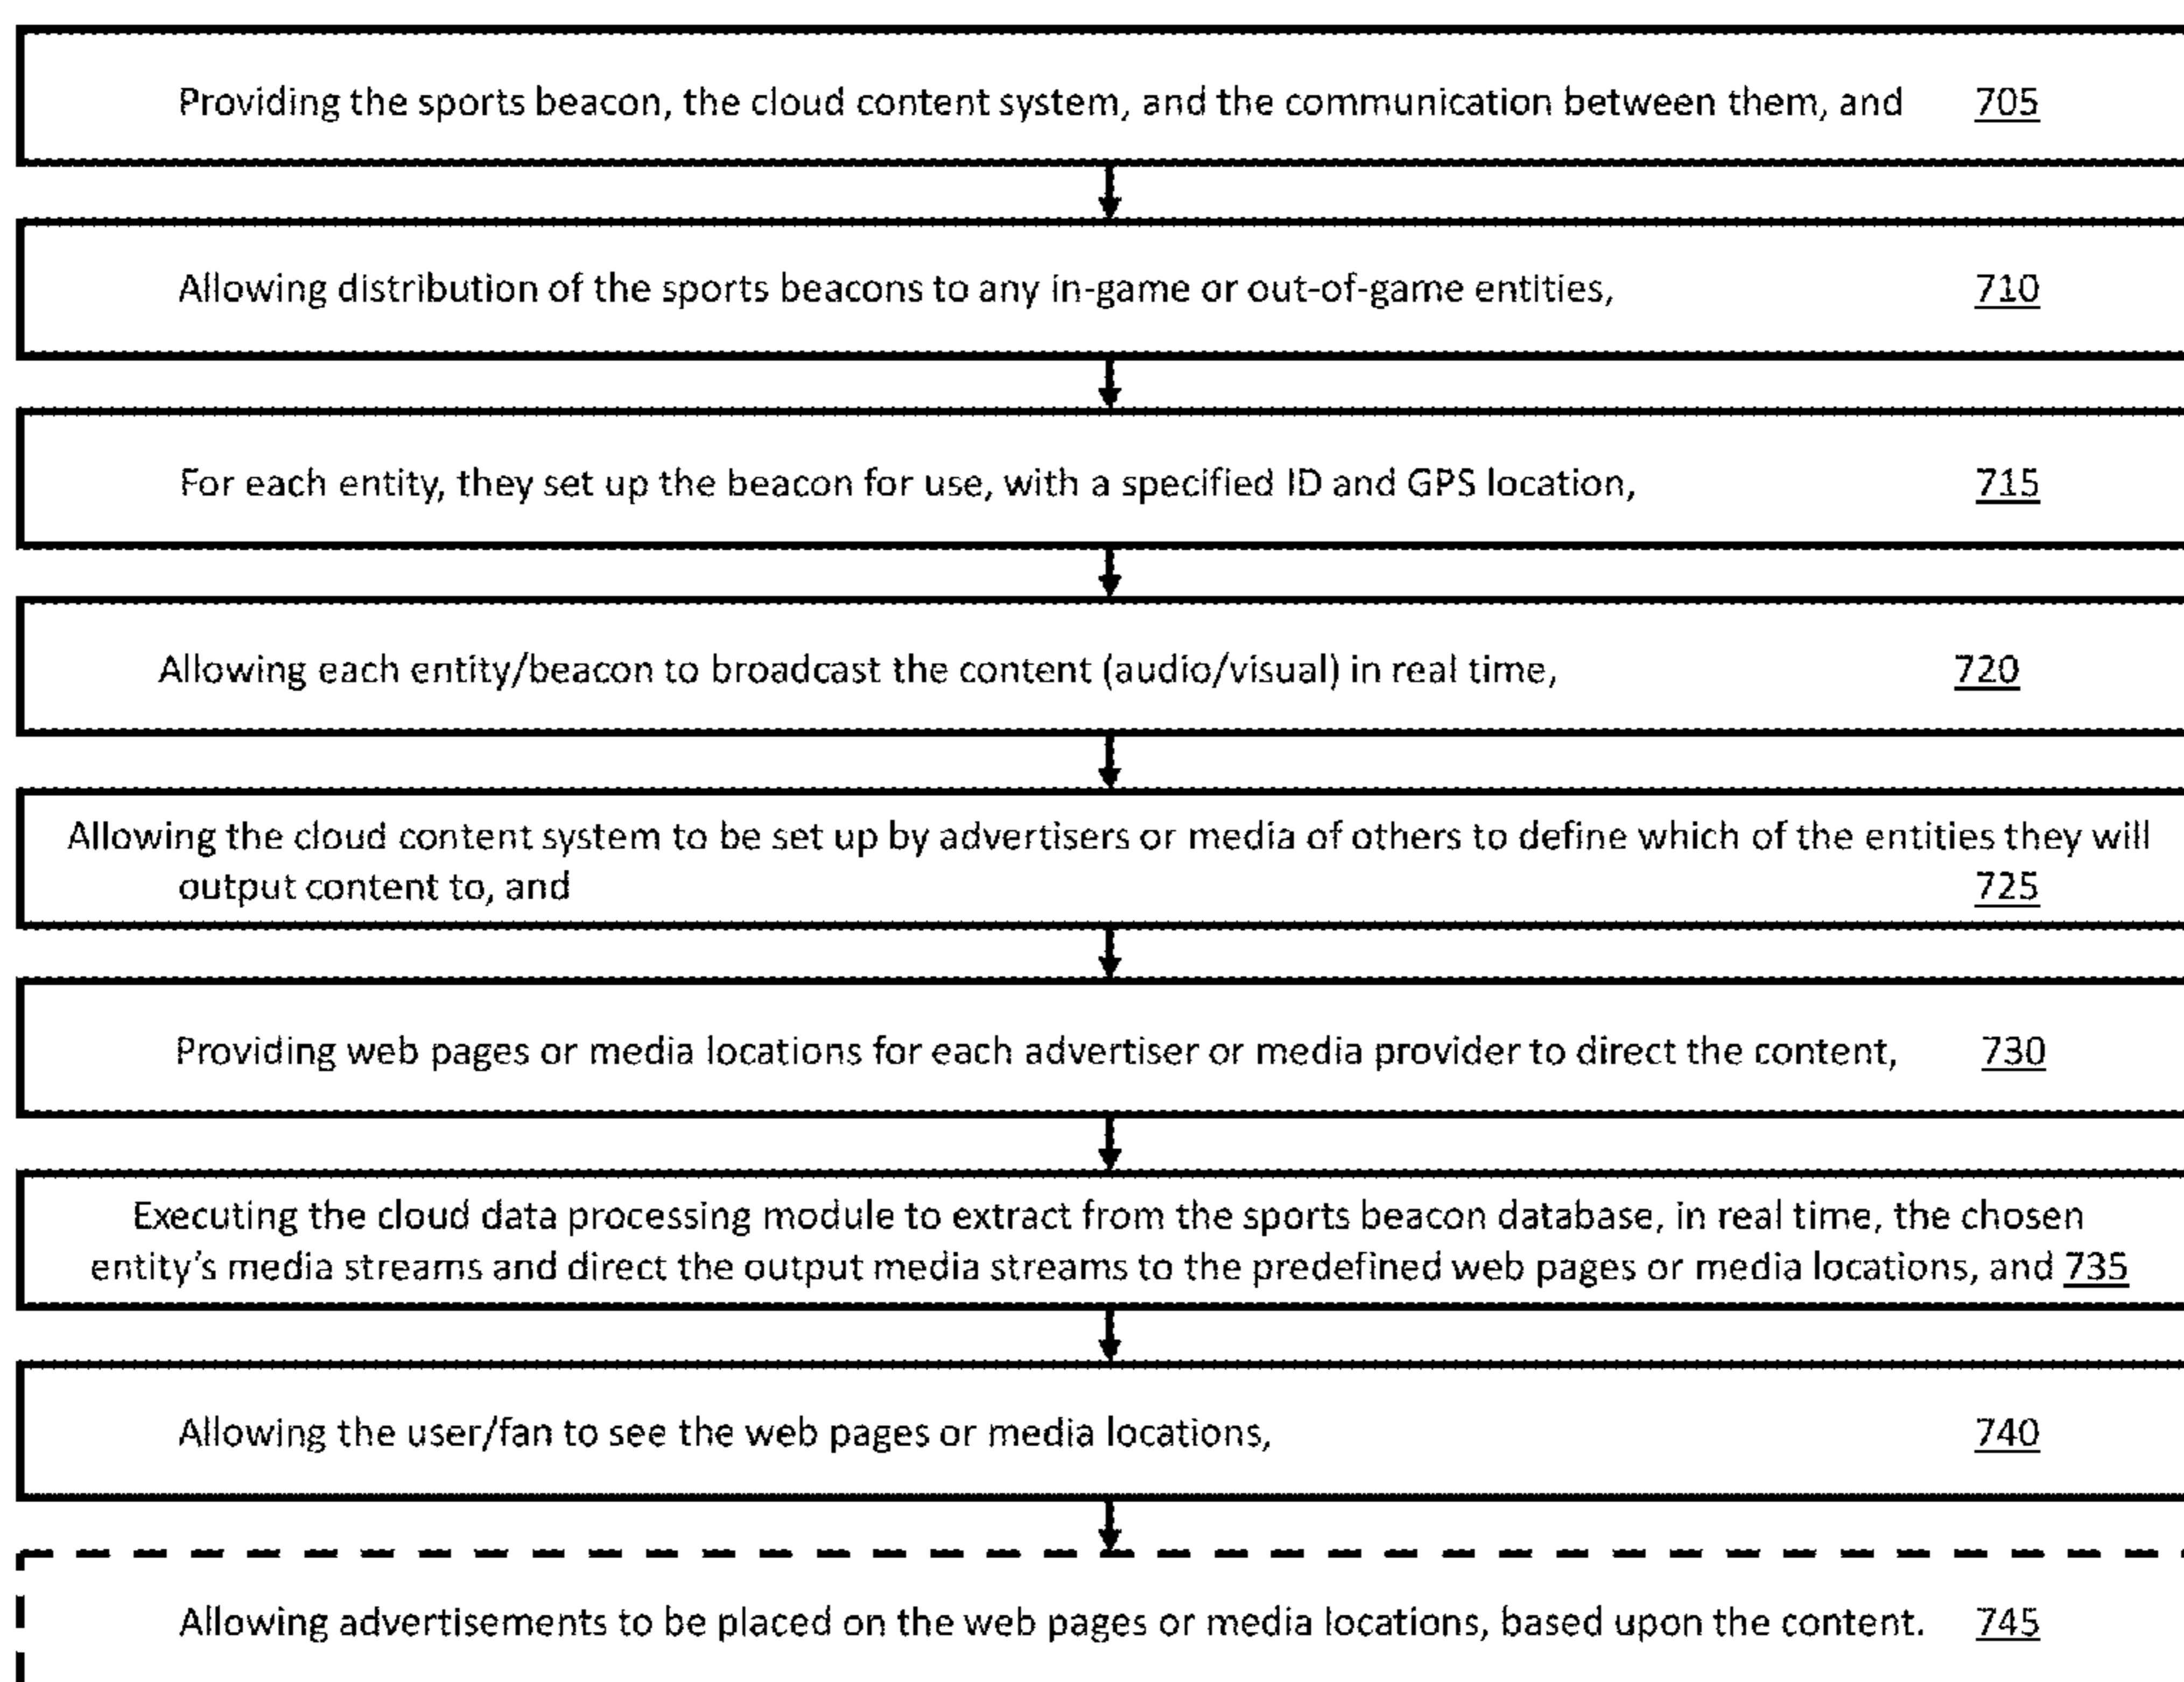 Providing the sports beacon, the cloud content system, and the communication between them, and 705
Allowing distribution of the sports beacons to any in-game or out-of-game entities, 710
For each entity, they set up the beacon for use, with a specified ID and GPS location, 715
Allowing each entity/beacon to broadcast the content (audio/visual) in real time, 720
Allowing the cloud content system to be set up by advertisers or media of others to define which of the entities they will
output content to, and 725
Providing web pages or media locations for each advertiser or media provider to direct the content, 730
Executing the cloud data processing module to extract from the sports beacon database, in real time, the chosen
entity's media streams and direct the output media streams to the predefined web pages or media locations, and 735
Allowing the user/fan to see the web pages or media locations, 740
Allowing advertisements to be placed on the web pages or media locations, based upon the content. 745